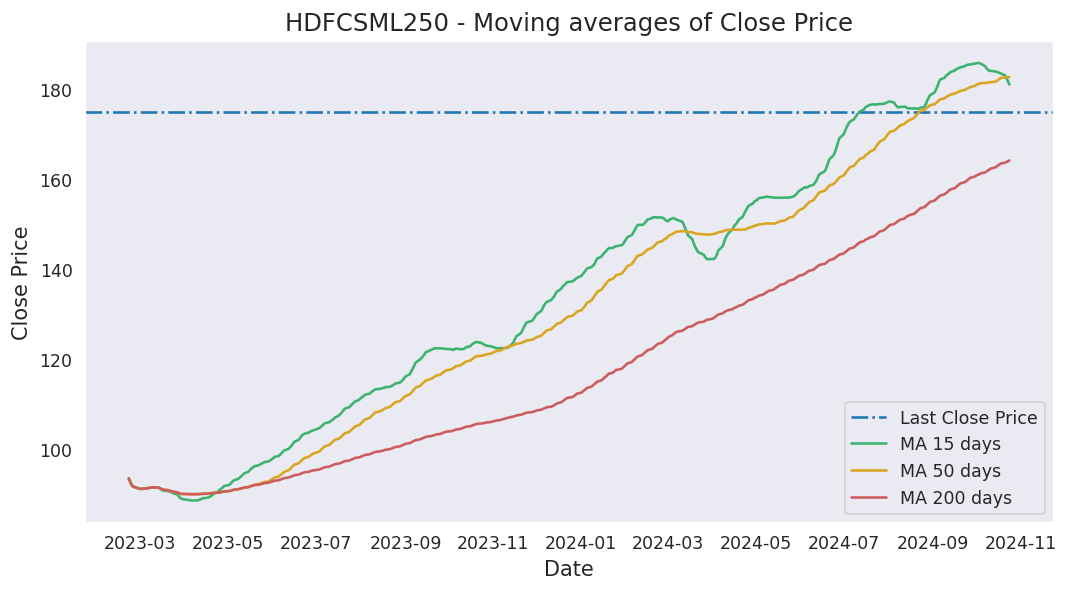 HDFCSML250 - Moving averages of Close Price
Close Price
180
160
140
120
100
Last Close Price
MA 15 days
MA 50 days
MA 200 days
2023-03 2023-05 2023-07 2023-09 2023-11 2024-01 2024-03 2024-05 2024-07 2024-09 2024-11
Date